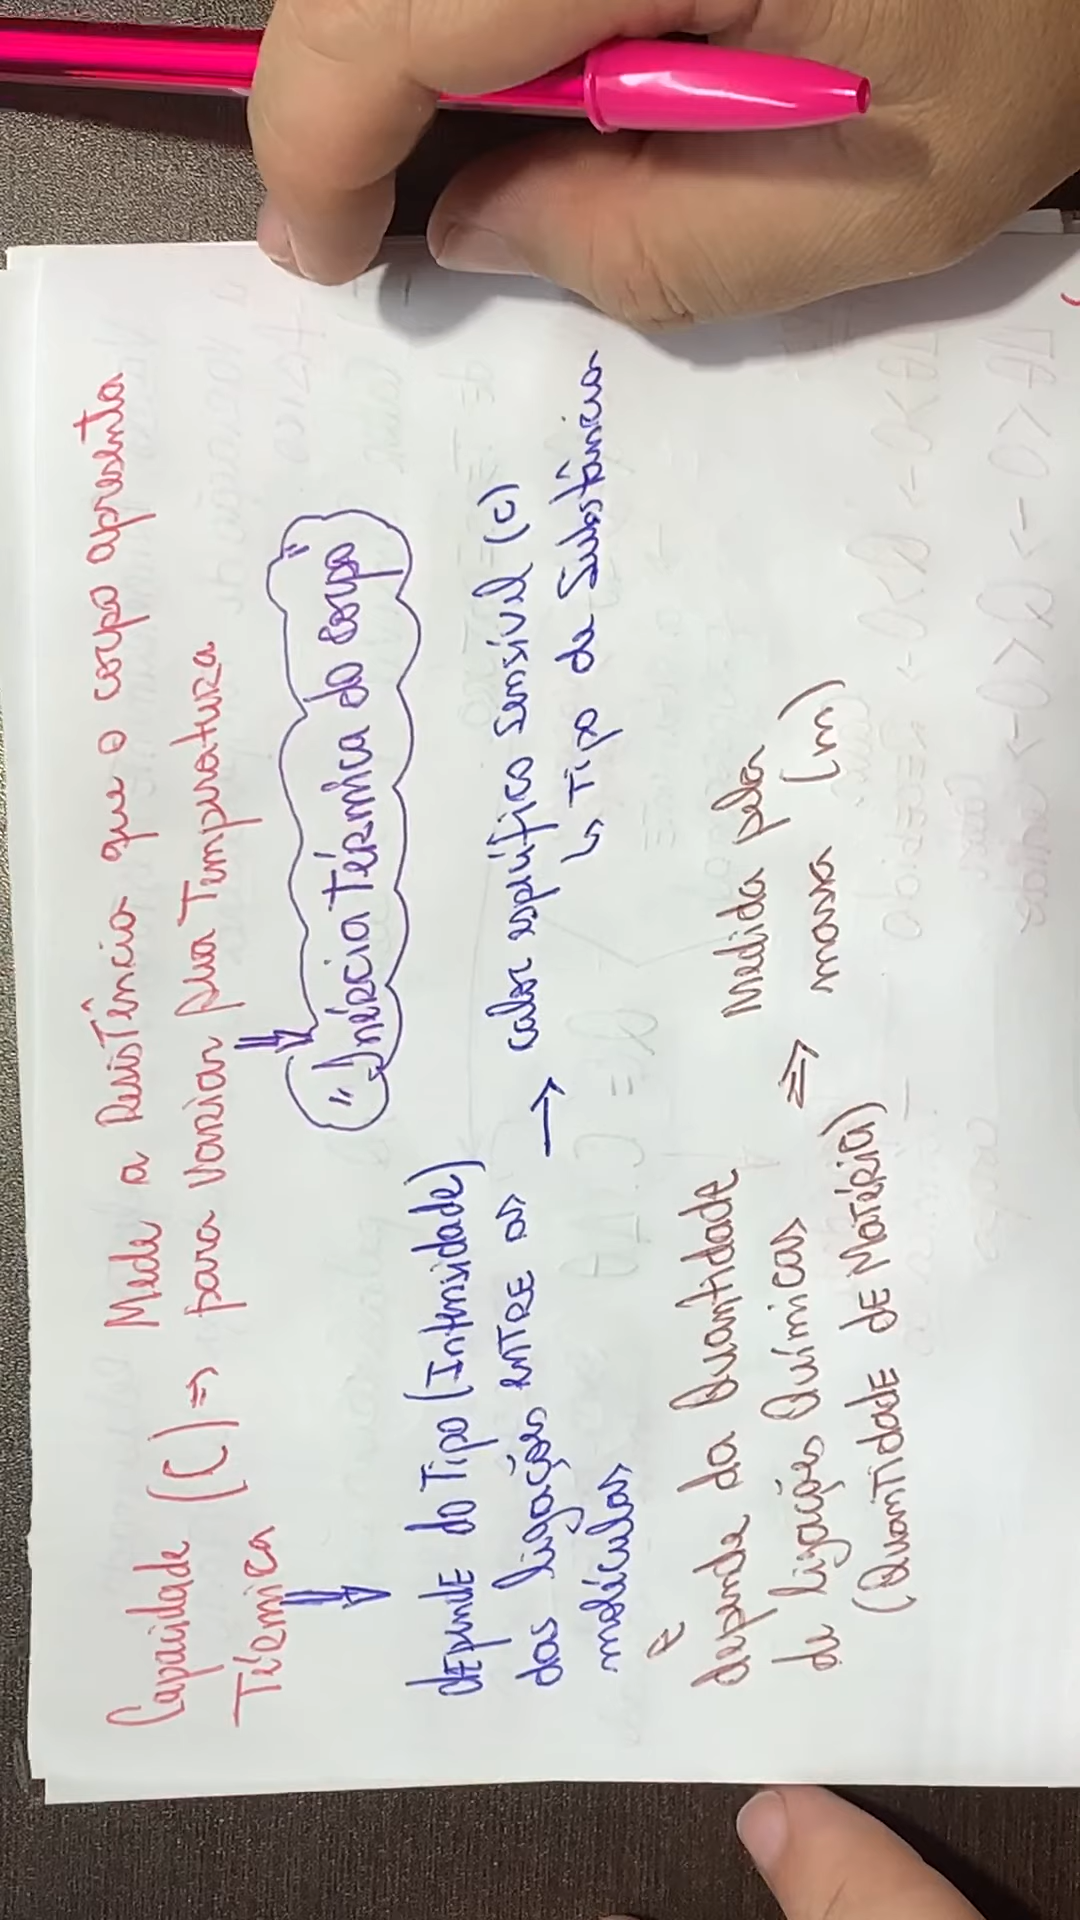 Capacidade Térmica (C) => Mede a Resistência que o corpo apresenta
para variar sua Temperatura
"Inércia Térmica do corpo"
depende do Tipo (Intensidade)
das ligações entre as → calor específico sensível (c)
moléculas ↳ Tipo de Substância
e
depende da Quantidade
de ligações Químicas => Medida pela
(Quantidade de Matéria) massa (m)